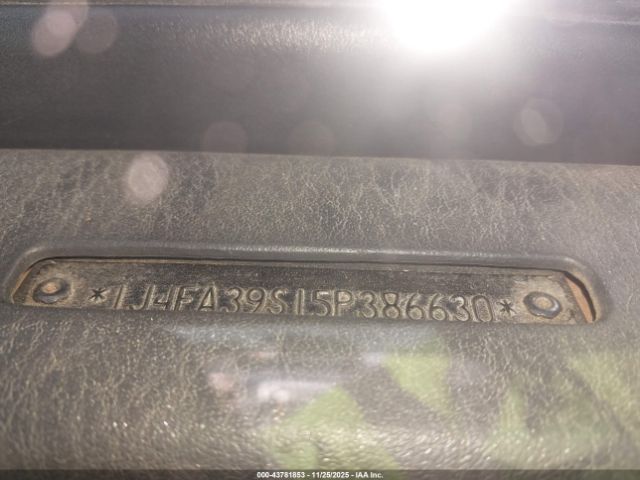 *1J4FA39S15P386630*
000-43781853 | 11/25/2025 | IAA Inc.